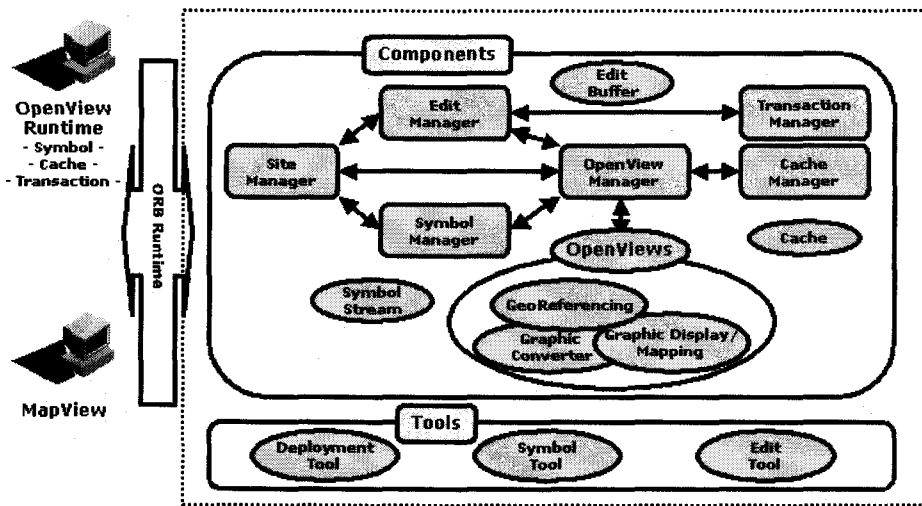 Components
Edit
Buffer
Edit
Manager
Transaction
Manager
Site
Manager
OpenView
Manager
Cache
Manager
Symbol
Manager
OpenViews
Cache
Symbol
Stream
GeoReferencing
Graphic
Converter
Graphic Display/
Mapping
OpenView
Runtime
- Symbol -
- Cache -
- Transaction -
ORB Runtime
MapView
Tools
Deployment
Tool
Symbol
Tool
Edit
Tool